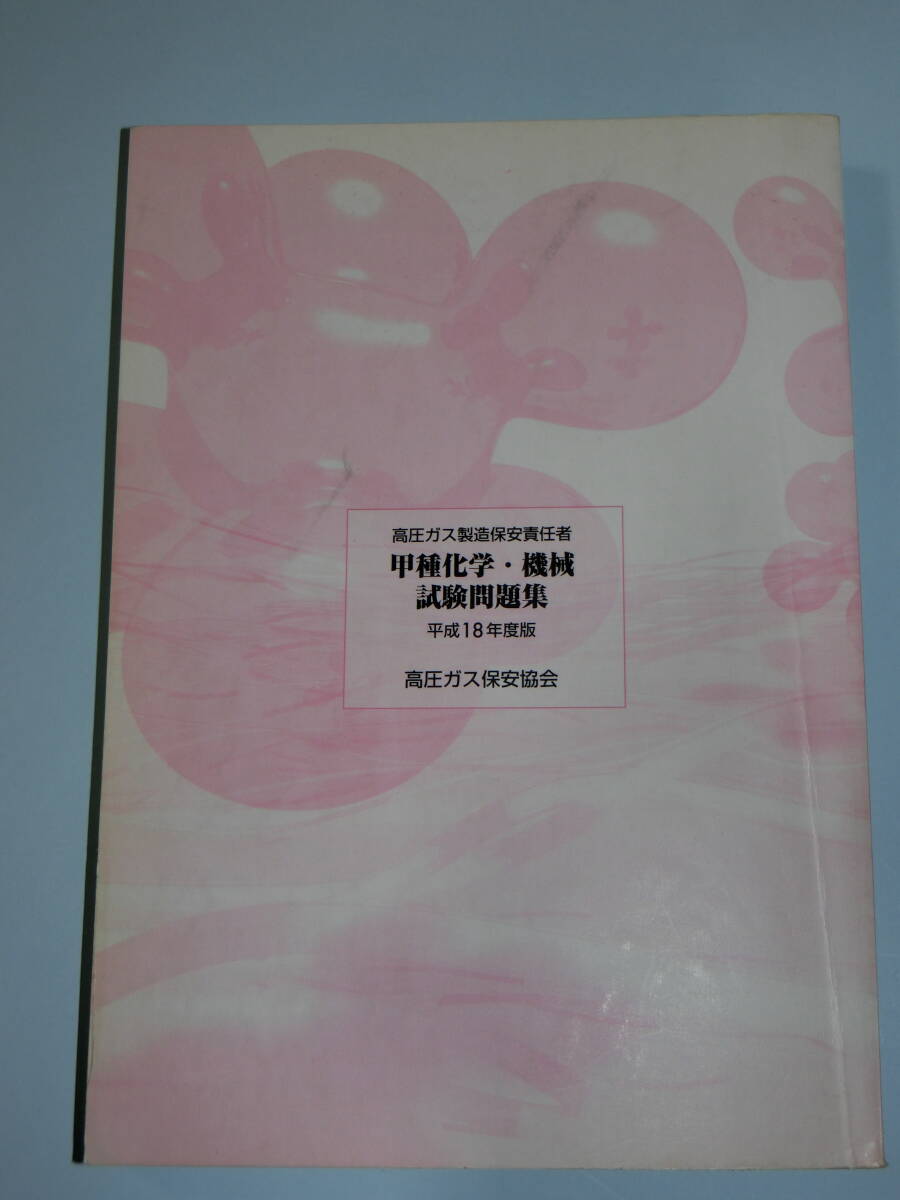 高圧ガス製造保安責任者
甲種化学・機械
試験問題集
平成18年度版
高圧ガス保安協会